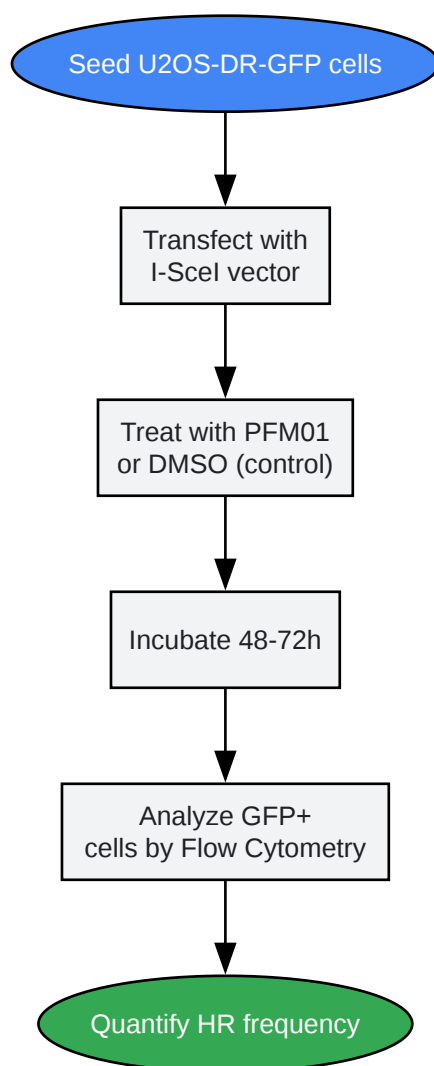 Seed U2OS-DR-GFP cells
Transfect with
I-SceI vector
Treat with PFM01
or DMSO (control)
Incubate 48-72h
Analyze GFP+
cells by Flow Cytometry
Quantify HR frequency